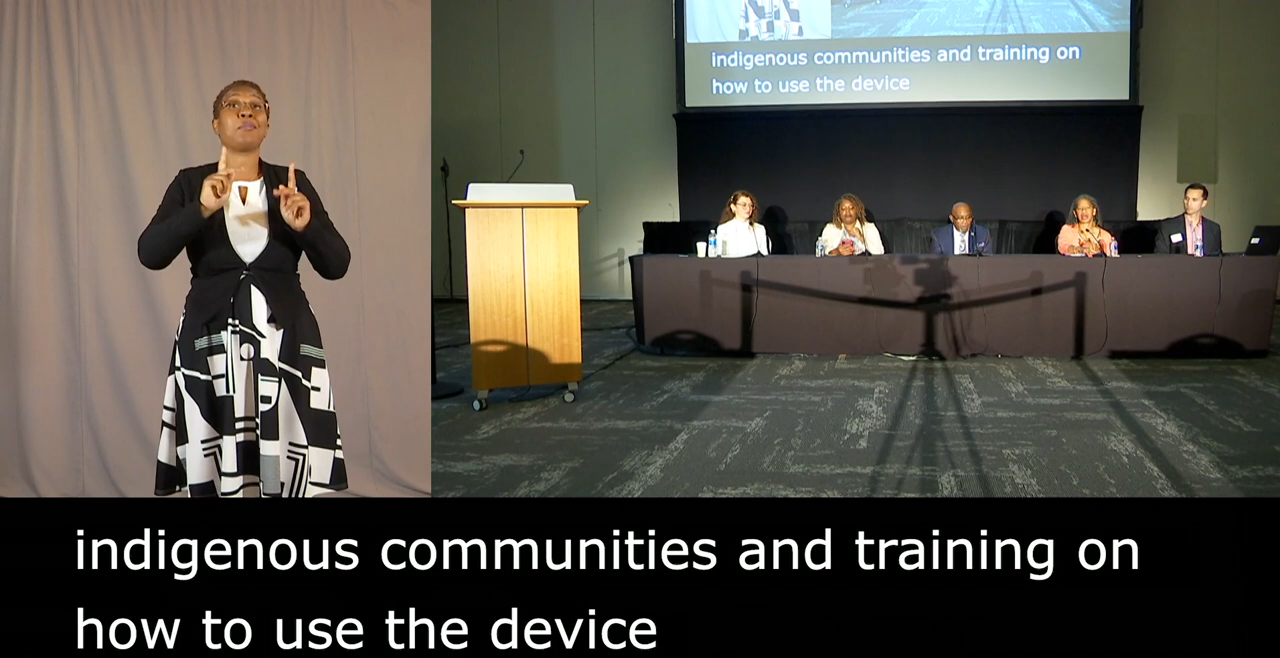 indigenous communities and training on
how to use the device
indigenous communities and training on
how to use the device